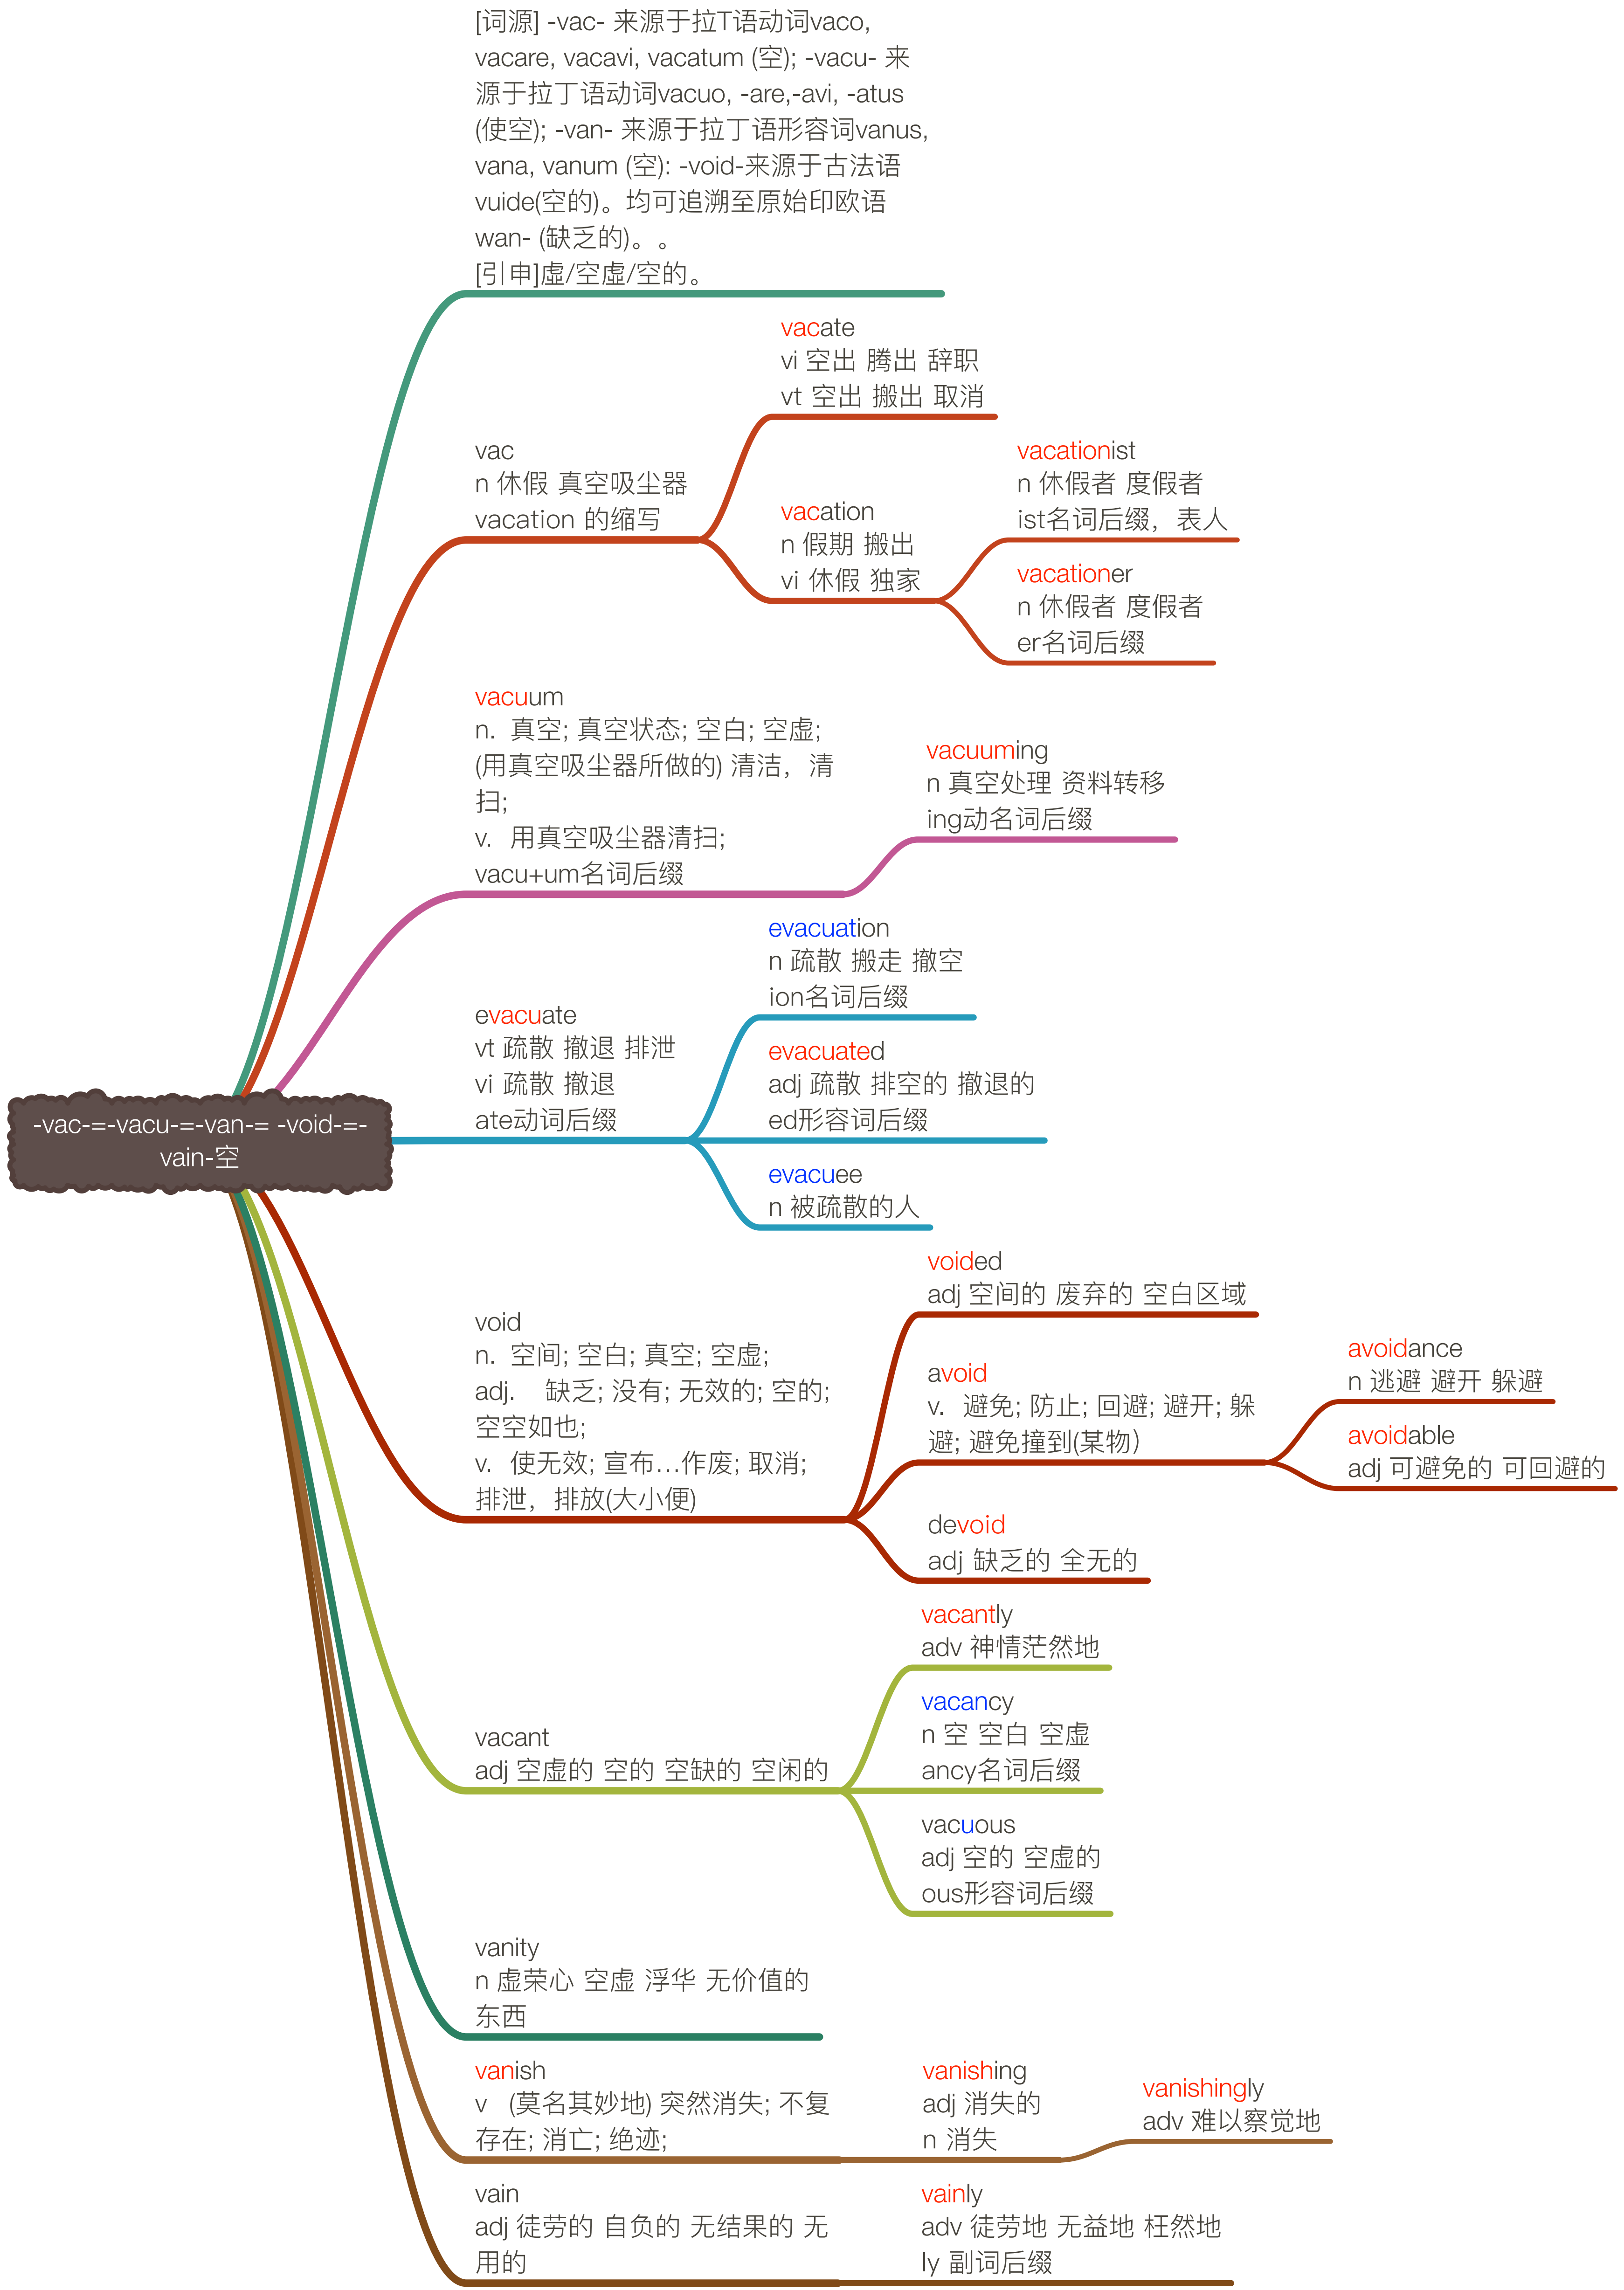 [词源] -vac- 来源于拉T语动词vaco,
vacare, vacavi, vacatum (空); -vacu- 来
源于拉丁语动词vacuo, -are,-avi, -atus
(使空); -van- 来源于拉丁语形容词vanus,
vana, vanum (空): -void-来源于古法语
vuide(空的)。均可追溯至原始印欧语
wan- (缺乏的)。。
[引申]虚/空虚/空的。
vac
n 休假 真空吸尘器
vacation 的缩写
vacate
vi 空出 腾出 辞职
vt 空出 搬出 取消
vacation
n 假期 搬出
vi 休假 独家
vacationist
n 休假者 度假者
ist名词后缀，表人
vacationer
n 休假者 度假者
er名词后缀
vacuum
n. 真空; 真空状态; 空白; 空虚;
(用真空吸尘器所做的) 清洁，清
扫;
v. 用真空吸尘器清扫;
vacu+um名词后缀
vacuuming
n 真空处理 资料转移
ing动名词后缀
-vac-=-vacu-=-van-= -void-=-
vain-空
evacuate
vt 疏散 撤退 排泄
vi 疏散 撤退
ate动词后缀
evacuation
n 疏散 搬走 撤空
ion名词后缀
evacuated
adj 疏散 排空的 撤退的
ed形容词后缀
evacuee
n 被疏散的人
void
n. 空间; 空白; 真空; 空虚;
adj. 缺乏; 没有; 无效的; 空的;
空空如也;
v. 使无效; 宣布…作废; 取消;
排泄，排放(大小便)
voided
adj 空间的 废弃的 空白区域
avoid
v. 避免; 防止; 回避; 避开; 躲
避; 避免撞到(某物）
avoidance
n 逃避 避开 躲避
avoidable
adj 可避免的 可回避的
devoid
adj 缺乏的 全无的
vacant
adj 空虚的 空的 空缺的 空闲的
vacantly
adv 神情茫然地
vacancy
n 空 空白 空虚
ancy名词后缀
vacuous
adj 空的 空虚的
ous形容词后缀
vanity
n 虚荣心 空虚 浮华 无价值的
东西
vanish
v (莫名其妙地) 突然消失; 不复
存在; 消亡; 绝迹;
vanishing
adj 消失的
n 消失
vanishingly
adv 难以察觉地
vain
adj 徒劳的 自负的 无结果的 无
用的
vainly
adv 徒劳地 无益地 枉然地
ly 副词后缀